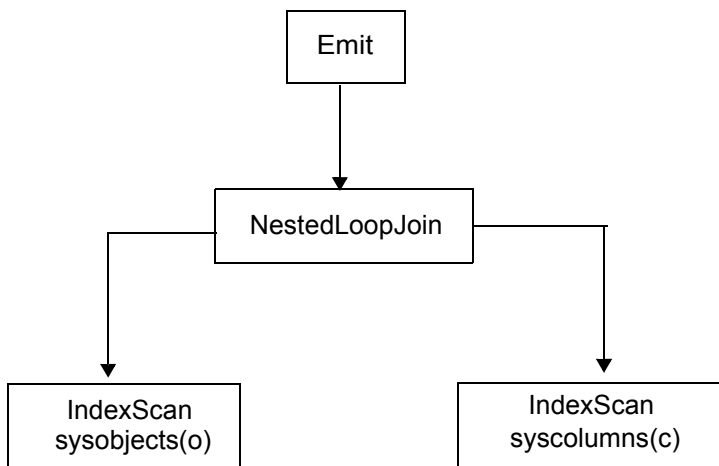 Emit
NestedLoopJoin
IndexScan
sysobjects(o)
IndexScan
syscolumns(c)